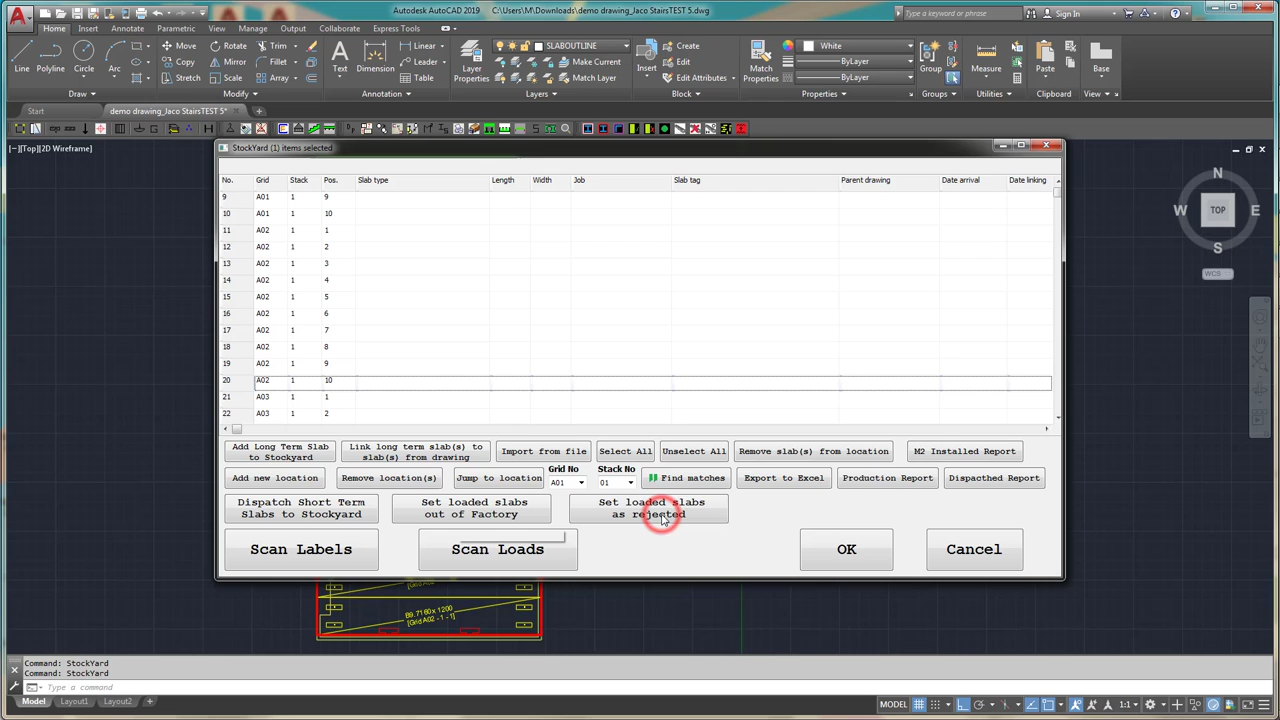 Autodesk AutoCAD 2019 C:\Users\M\Downloads\demo drawing_Jaco StairsTEST 5.dwg
Type a keyword or phrase
Sign In
Home Insert Annotate Parametric View Manage Output Collaborate Express Tools
Line Polyline Circle Arc
Move Rotate Trim
Copy Mirror Fillet
Stretch Scale Array
Text Dimension
Linear
Leader
Table
Layer Properties
SLABOUTLINE
Make Current
Match Layer
Insert
Create
Edit
Edit Attributes
Match Properties
White
ByLayer
ByLayer
Group Measure Paste Base
Draw Modify Annotation Layers Block Properties Groups Utilities Clipboard View
Start demo drawing_Jaco StairsTEST 5*
[−][Top][2D Wireframe]
StockYard (1) items selected
No. Grid Stack Pos. Slab type Length Width Job Slab tag Parent drawing Date arrival Date linking
9 A01 1 9
10 A01 1 10
11 A02 1 1
12 A02 1 2
13 A02 1 3
14 A02 1 4
15 A02 1 5
16 A02 1 6
17 A02 1 7
18 A02 1 8
19 A02 1 9
20 A02 1 10
21 A03 1 1
22 A03 1 2
N
W TOP E
S
WCS
Add Long Term Slab to Stockyard
Link long term slab(s) to slab(s) from drawing
Import from file
Select All
Unselect All
Remove slab(s) from location
M2 Installed Report
Add new location
Remove location(s)
Jump to location
Grid No
A01
Stack No
01
Find matches
Export to Excel
Production Report
Dispacthed Report
Dispatch Short Term Slabs to Stockyard
Set loaded slabs out of Factory
Set loaded slabs as rejected
Scan Labels
Scan Loads
OK
Cancel
[Grid A02
B9.7160 x 1200
[Grid A02 - 1 - 1]
Command: StockYard
Command: StockYard
Type a command
Model Layout1 Layout2
MODEL
1:1